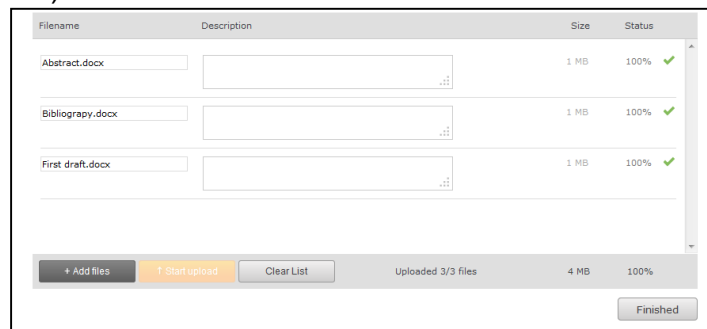 Filename Description Size Status
Abstract.docx 1 MB 100%
Bibliograpy.docx 1 MB 100%
First draft.docx 1 MB 100%
+ Add files ↑ Start upload Clear List Uploaded 3/3 files 4 MB 100%
Finished